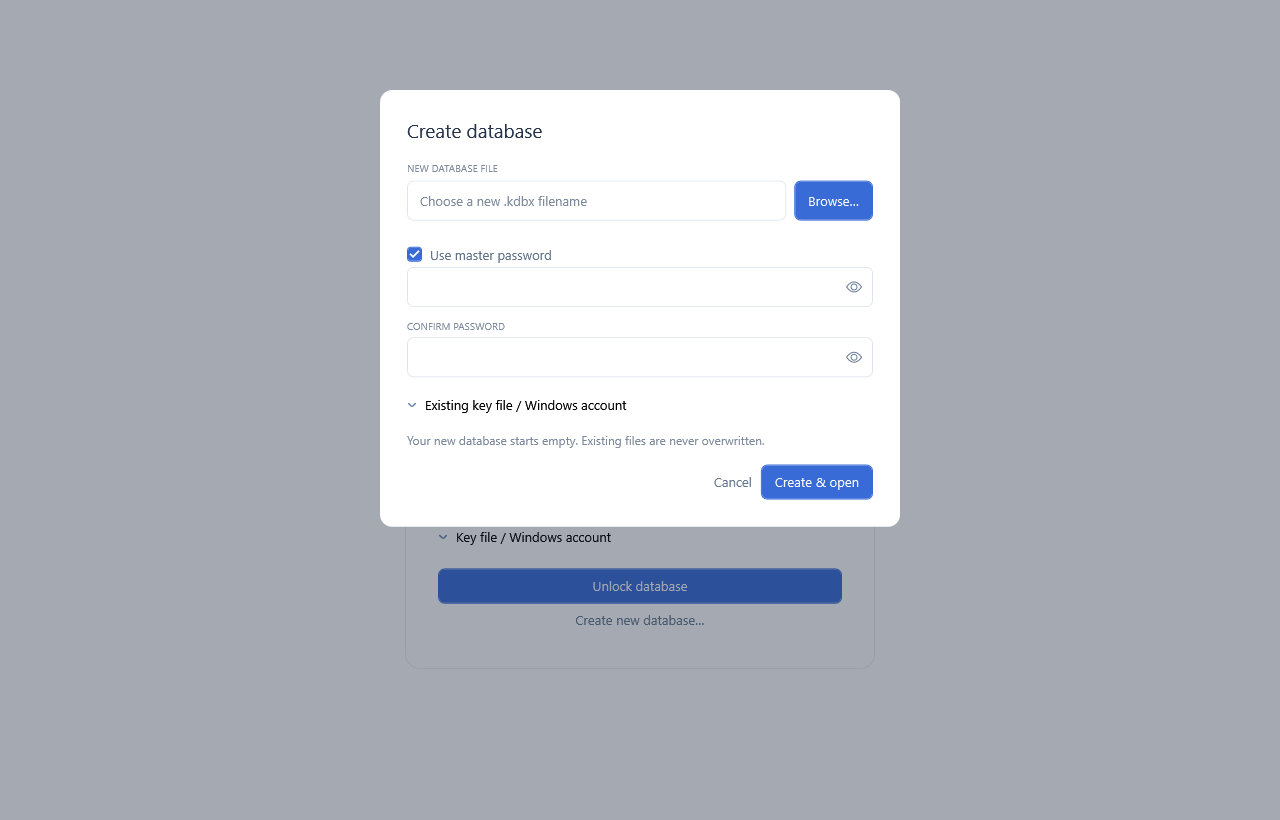 Create database
NEW DATABASE FILE
Choose a new .kdbx filename
Browse...
Use master password
CONFIRM PASSWORD
Existing key file / Windows account
Your new database starts empty. Existing files are never overwritten.
Cancel
Create & open
Key file / Windows account
Unlock database
Create new database...